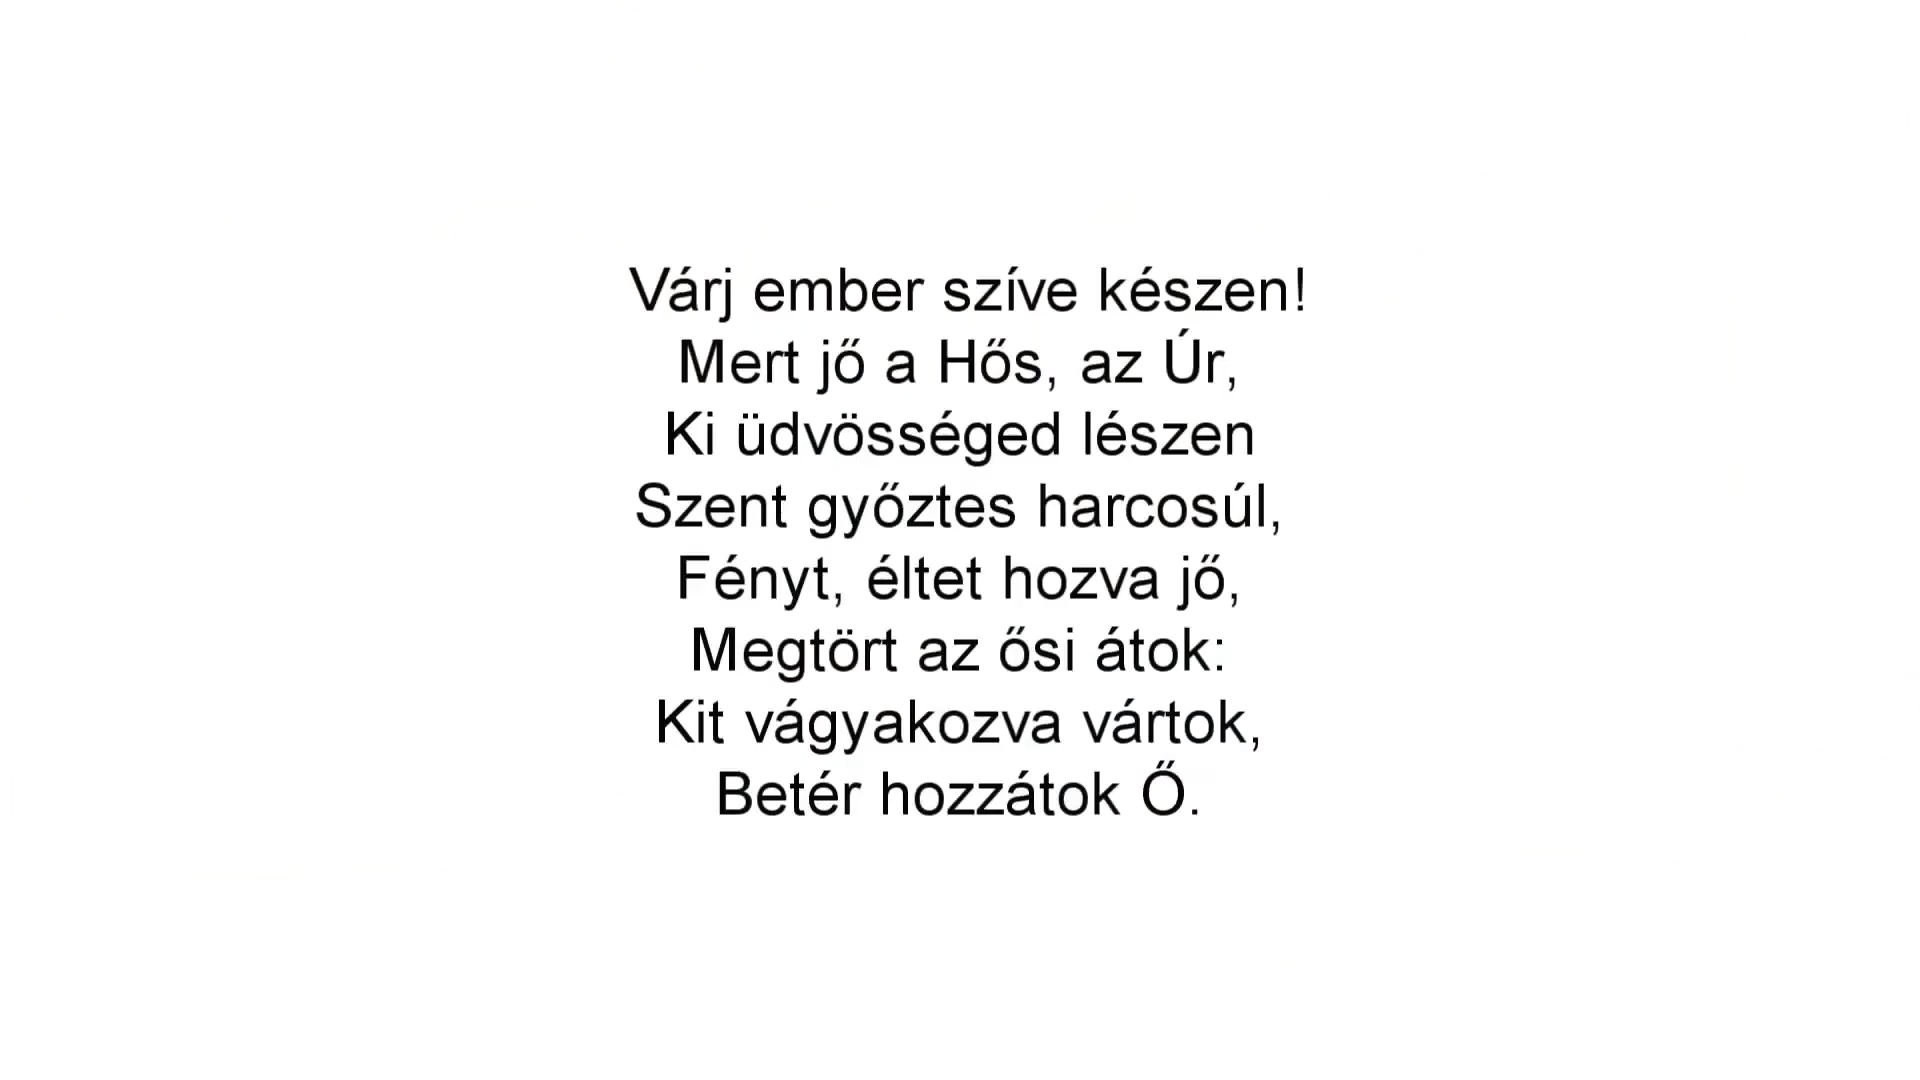 Várj ember szíve készen!
Mert jő a Hős, az Úr,
Ki üdvösséged lészen
Szent győztes harcosúl,
Fényt, éltet hozva jő,
Megtört az ősi átok:
Kit vágyakozva vártok,
Betér hozzátok Ő.